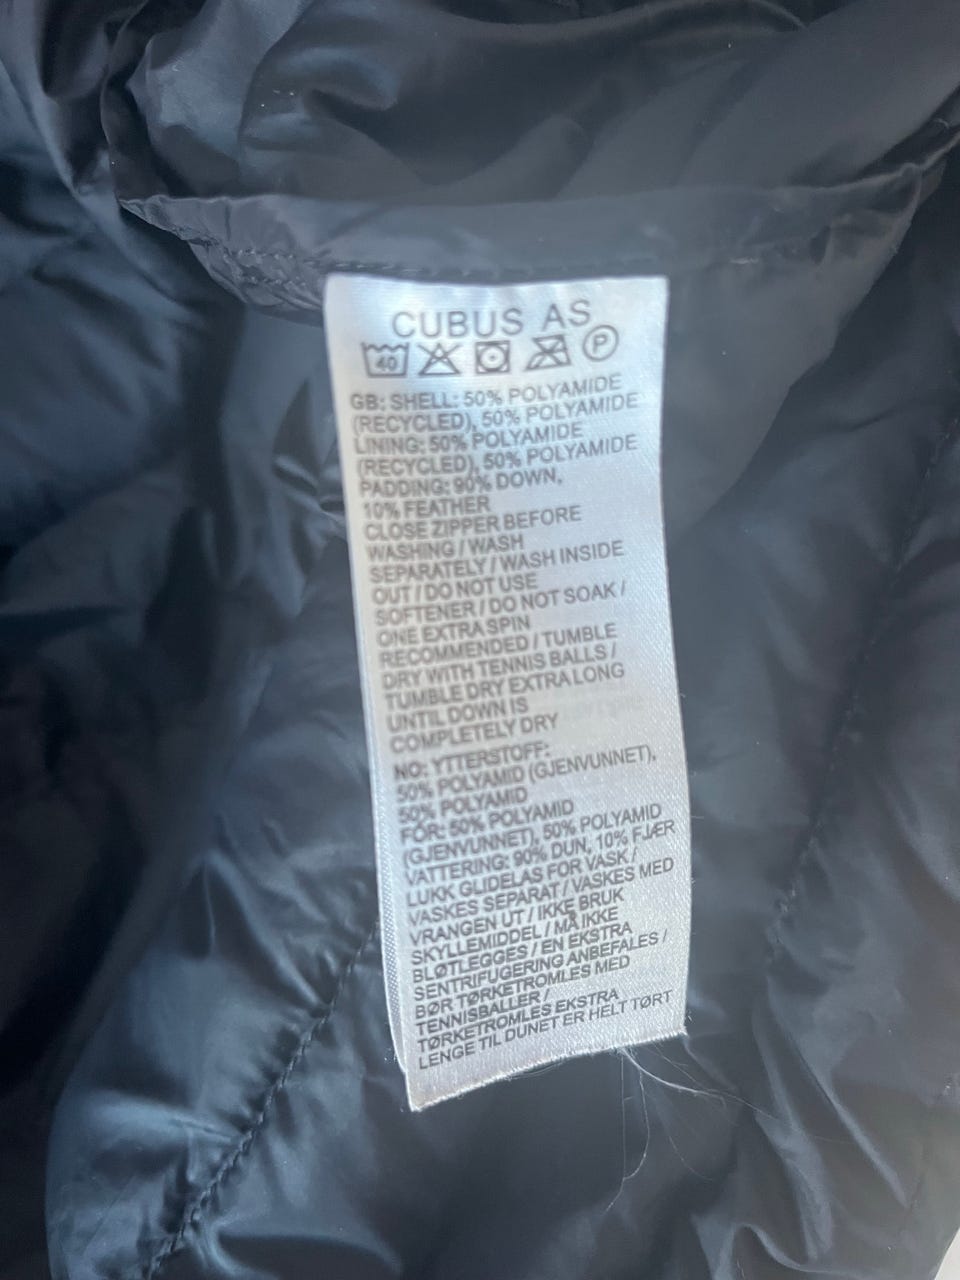 CUBUS AS
40 P
GB: SHELL: 50% POLYAMIDE
(RECYCLED), 50% POLYAMIDE
LINING: 50% POLYAMIDE
(RECYCLED), 50% POLYAMIDE
PADDING: 90% DOWN,
10% FEATHER
CLOSE ZIPPER BEFORE
WASHING / WASH
SEPARATELY / WASH INSIDE
OUT / DO NOT USE
SOFTENER / DO NOT SOAK /
ONE EXTRA SPIN
RECOMMENDED / TUMBLE
DRY WITH TENNIS BALLS /
TUMBLE DRY EXTRA LONG
UNTIL DOWN IS
COMPLETELY DRY
NO: YTTERSTOFF:
50% POLYAMID (GJENVUNNET),
50% POLYAMID
FÔR: 50% POLYAMID
(GJENVUNNET), 50% POLYAMID
VATTERING: 90% DUN, 10% FJÆR
LUKK GLIDELAS FOR VASK /
VASKES SEPARAT / VASKES MED
VRANGEN UT / IKKE BRUK
SKYLLEMIDDEL / MÅ IKKE
BLØTLEGGES / EN EKSTRA
SENTRIFUGERING ANBEFALES /
BØR TØRKETROMLES MED
TENNISBALLER /
TØRKETROMLES EKSTRA
LENGE TIL DUNET ER HELT TØRT